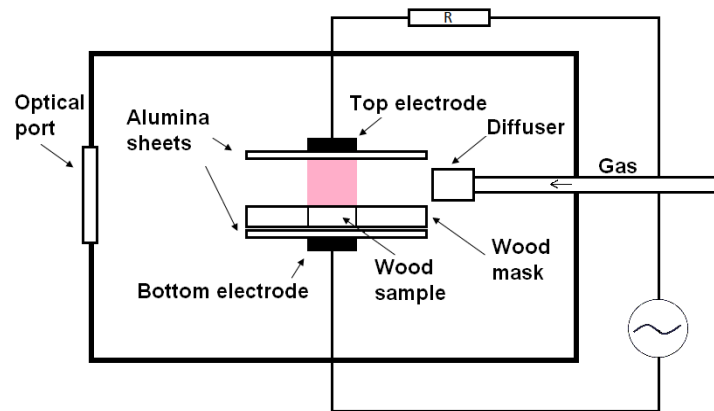 R
Optical
port
Alumina
sheets
Top electrode
Diffuser
Gas
Bottom electrode
Wood
sample
Wood
mask